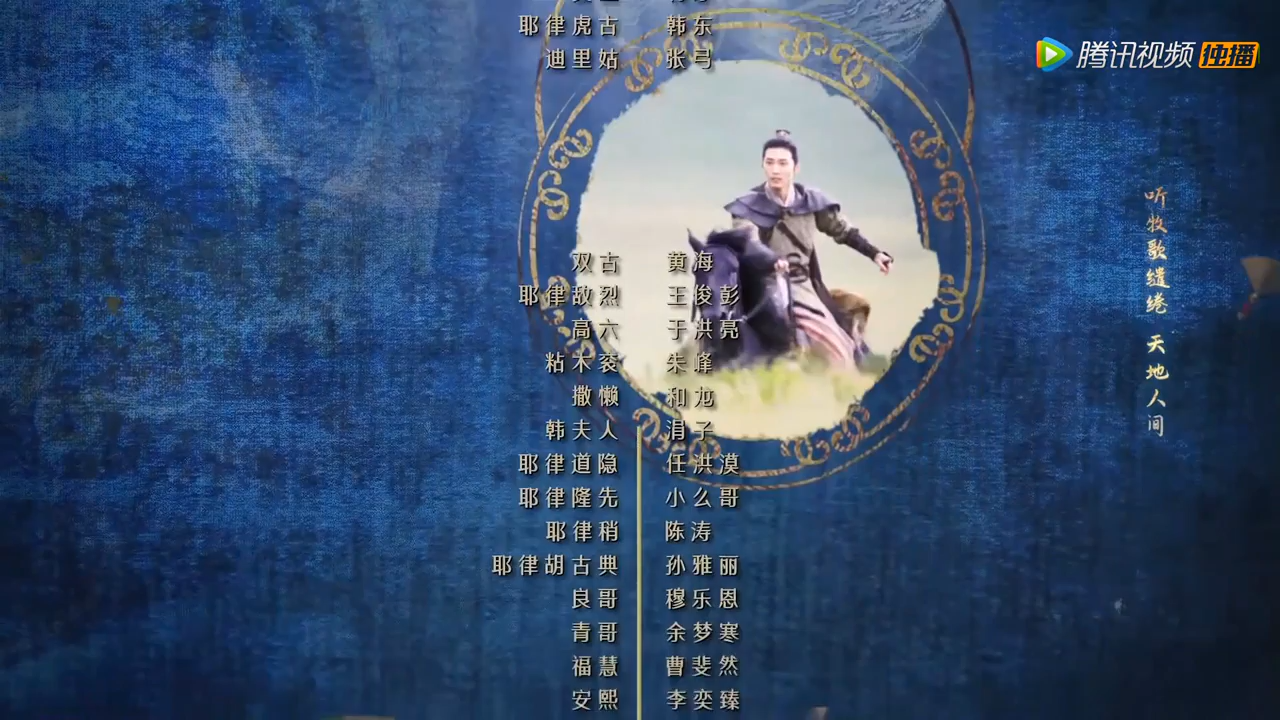 耶律虎古 韩东
迪里姑 张弓
腾讯视频 独播
双古 黄海
耶律敌烈 王俊彭
高六 于洪亮
粘木衮 朱峰
撒懒 和尨
韩夫人 涓子
耶律道隐 任洪漠
耶律隆先 小么哥
耶律稍 陈涛
耶律胡古典 孙雅丽
良哥 穆乐恩
青哥 余梦寒
福慧 曹斐然
安熙 李奕臻
听牧歌缱绻 天地人间